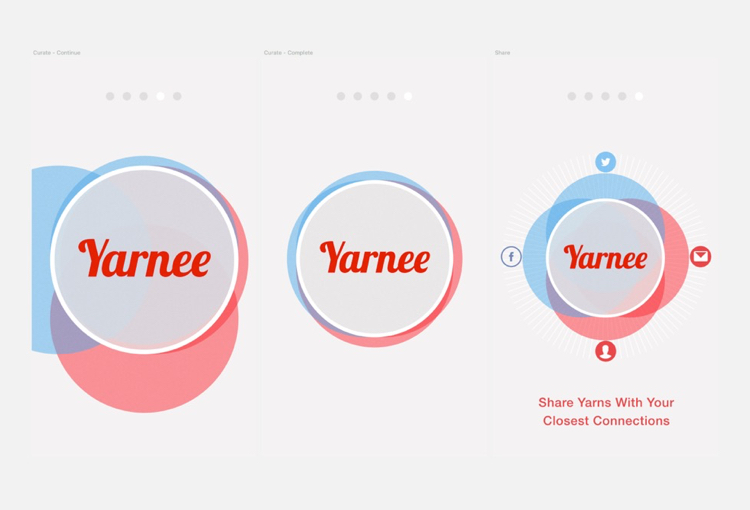 Curate - Continue
Curate - Complete
Share
Yarnee
Yarnee
Yarnee
f
Share Yarns With Your
Closest Connections